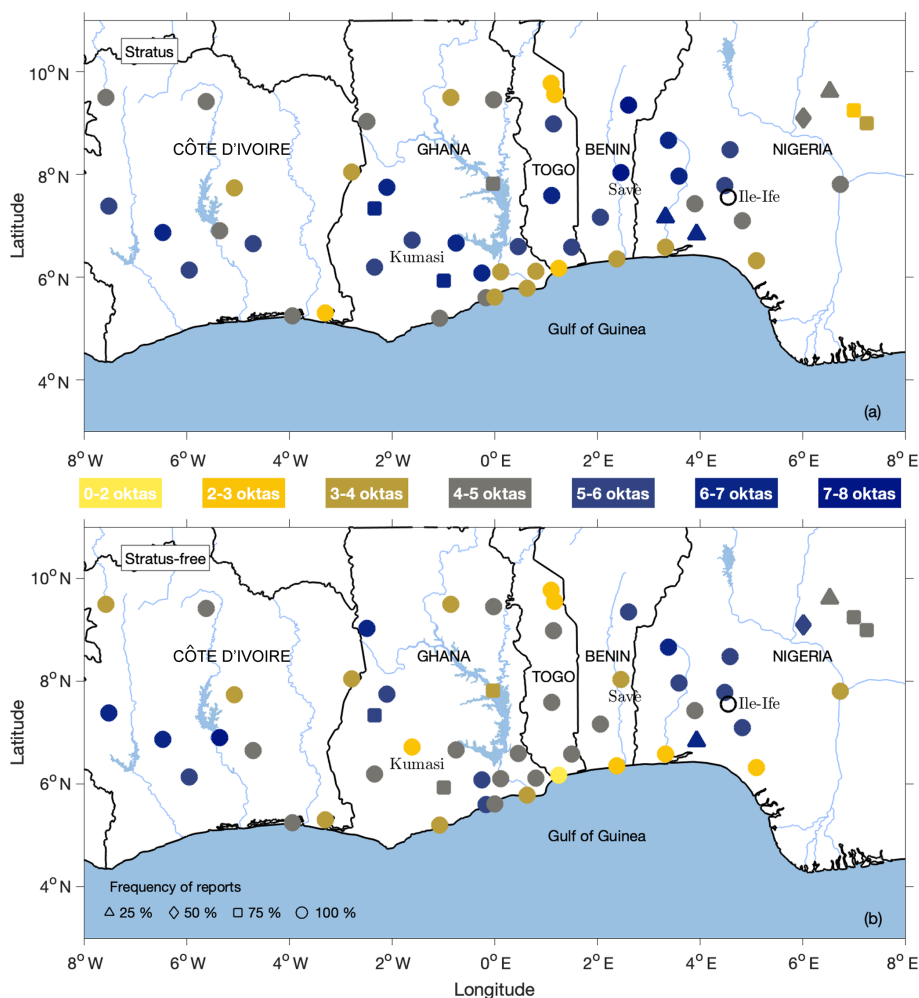 Stratus
10° N
CÔTE D'IVOIRE
GHANA
BENIN
NIGERIA
TOGO
8° N
Savè
Ile-Ife
Latitude
Kumasi
6° N
Gulf of Guinea
4° N
(a)
8° W 6° W 4° W 2° W 0° E 2° E 4° E 6° E 8° E
0-2 oktas 2-3 oktas 3-4 oktas 4-5 oktas 5-6 oktas 6-7 oktas 7-8 oktas
Stratus-free
10° N
CÔTE D'IVOIRE
GHANA
BENIN
NIGERIA
TOGO
8° N
Savè
Ile-Ife
Latitude
Kumasi
6° N
Gulf of Guinea
4° N
Frequency of reports
25 % 50 % 75 % 100 %
(b)
8° W 6° W 4° W 2° W 0° E 2° E 4° E 6° E 8° E
Longitude